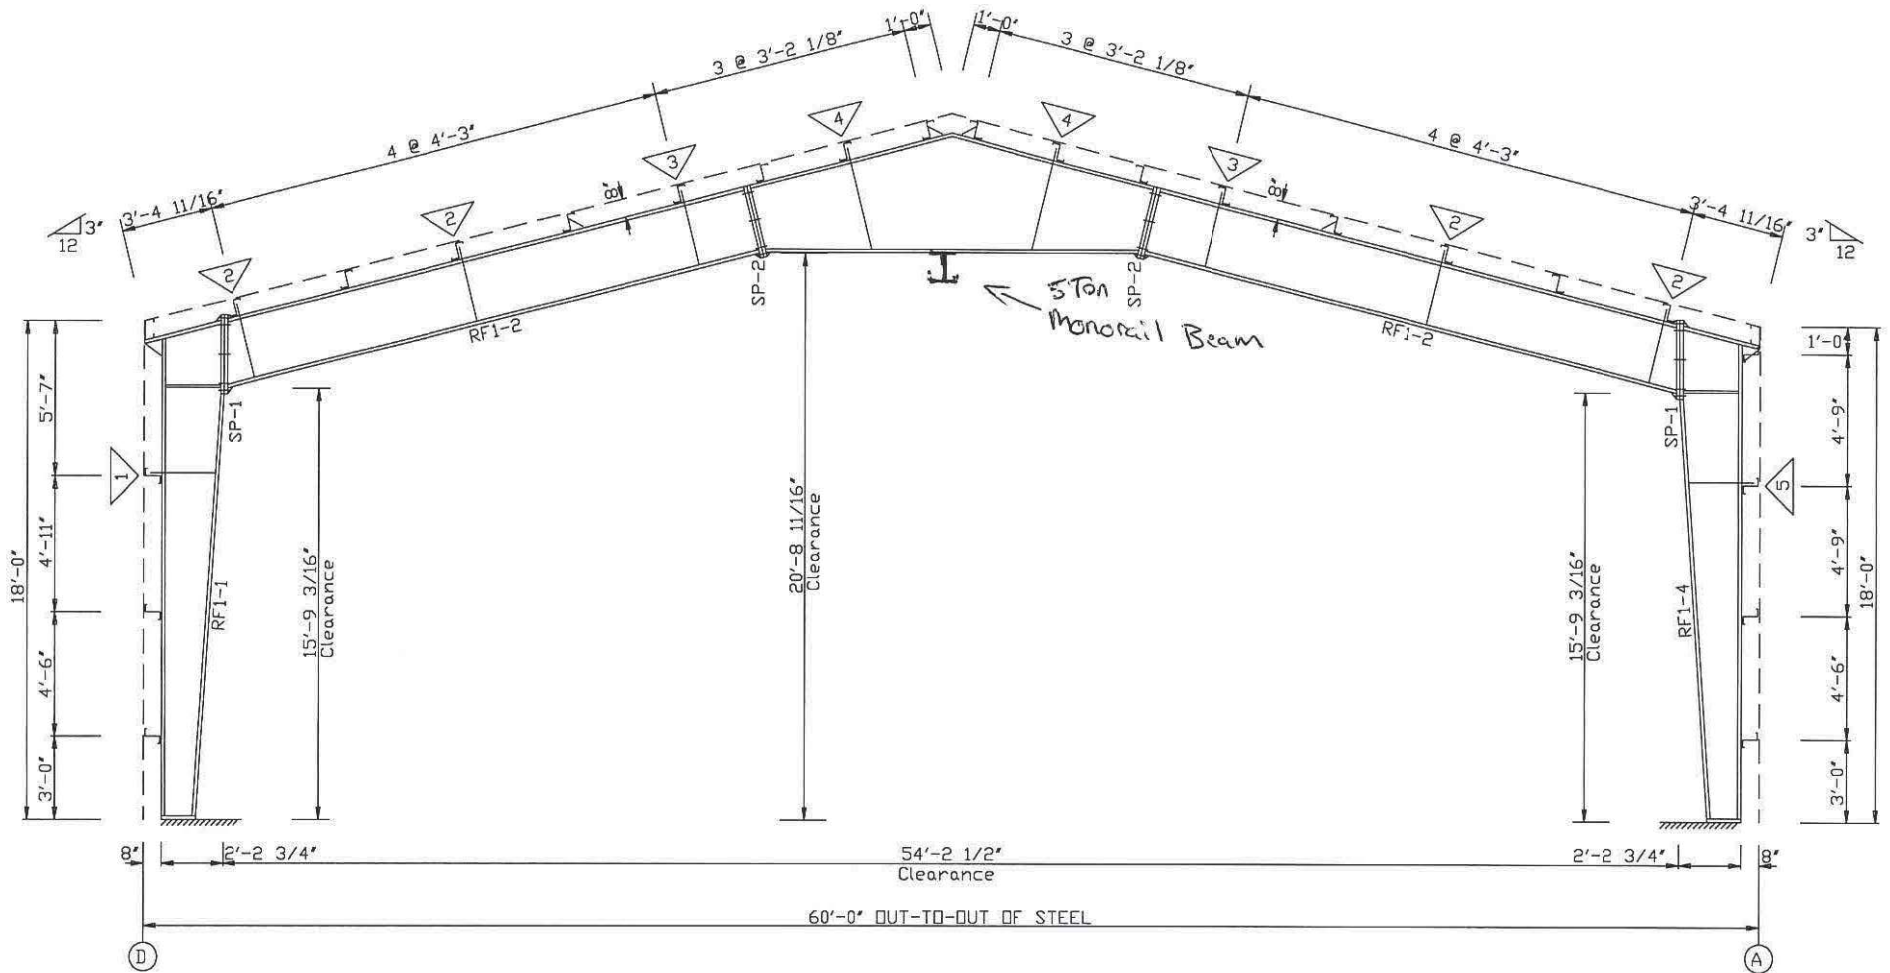 1'-0"
1'-0"
3 @ 3'-2 1/8"
3 @ 3'-2 1/8"
4 @ 4'-3"
4 @ 4'-3"
4
4
3
3
8"
8"
3'-4 11/16"
3'-4 11/16"
3"
12
3"
12
2
2
2
2
SP-2
SP-2
5 Ton
Monorail Beam
RF1-2
RF1-2
1'-0
5'-7"
4'-9"
SP-1
SP-1
1
5
18'-0"
4'-11"
4'-9"
18'-0"
20'-8 11/16"
Clearance
15'-9 3/16"
Clearance
15'-9 3/16"
Clearance
RF1-1
RF1-4
4'-6"
4'-6"
3'-0"
3'-0"
8"
2'-2 3/4"
54'-2 1/2"
Clearance
2'-2 3/4"
8"
60'-0" OUT-TO-OUT OF STEEL
D
A